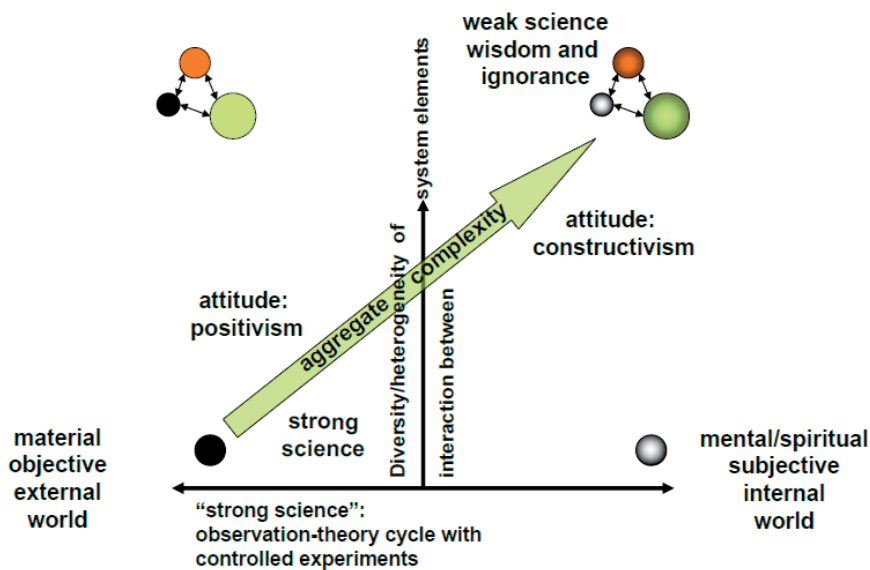 weak science
wisdom and
ignorance
system elements
Diversity/heterogeneity of
interaction between
aggregate complexity
attitude:
constructivism
attitude:
positivism
strong
science
material
objective
external
world
mental/spiritual
subjective
internal
world
“strong science”:
observation-theory cycle with
controlled experiments